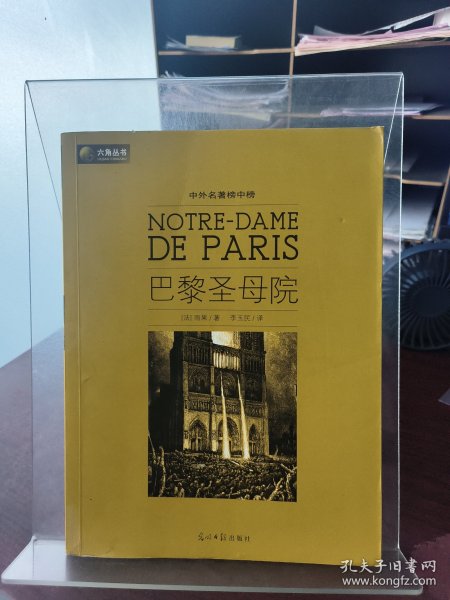 六角丛书
中外名著榜中榜
NOTRE-DAME
DE PARIS
巴黎圣母院
[法]雨果/著 李玉民/译
光明日报出版社
孔夫子旧书网
www.kongfz.com